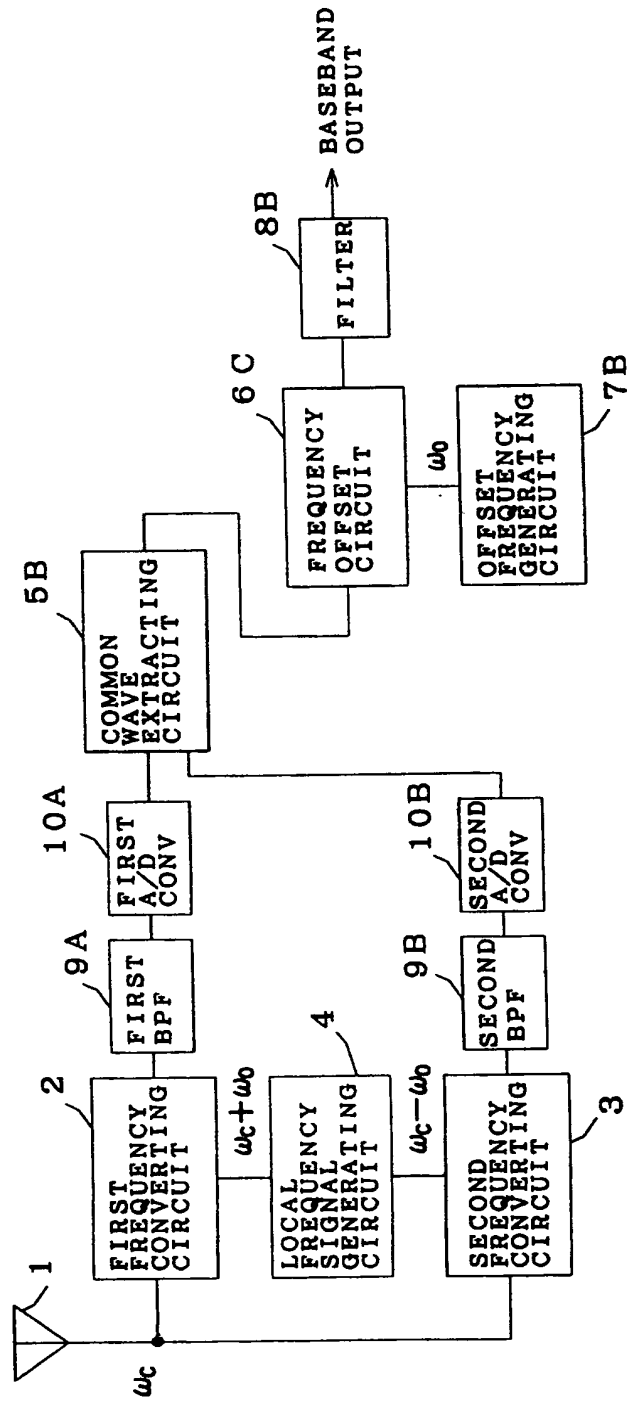 1
ωc
2
FIRST
FREQUENCY
CONVERTING
CIRCUIT
ωc+ω0
4
LOCAL
FREQUENCY
SIGNAL
GENERATING
CIRCUIT
ωc−ω0
SECOND
FREQUENCY
CONVERTING
CIRCUIT
3
9A
FIRST
BPF
9B
SECOND
BPF
10A
FIRST
A/D
CONV
10B
SECOND
A/D
CONV
5B
COMMON
WAVE
EXTRACTING
CIRCUIT
6C
FREQUENCY
OFFSET
CIRCUIT
ω0
OFFSET
FREQUENCY
GENERATING
CIRCUIT
7B
8B
FILTER
BASEBAND
OUTPUT